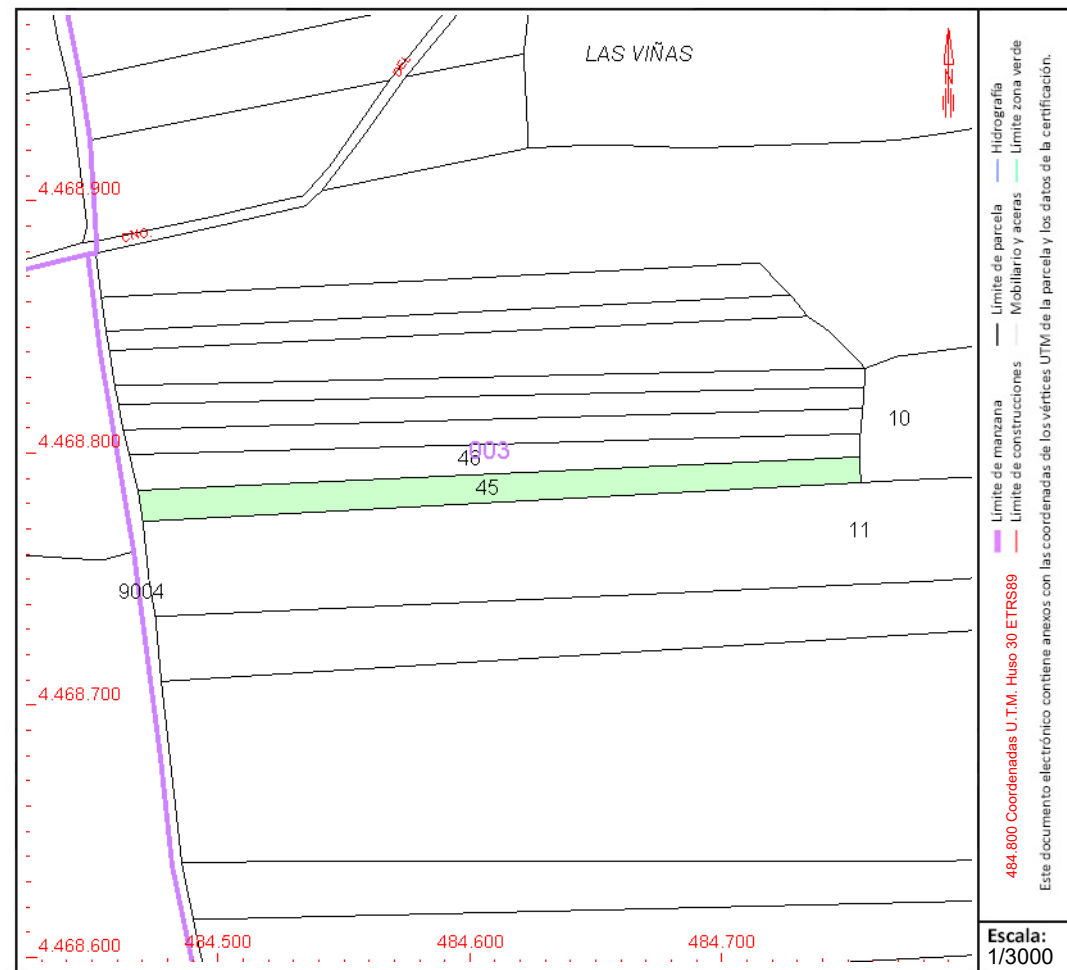 LAS VIÑAS
DEL
N
4.468.900
CNO.
10
4.468.800
003
46
45
11
9004
4.468.700
4.468.600
484.500
484.600
484.700
484.800 Coordenadas U.T.M. Huso 30 ETRS89
Límite de manzana
Límite de parcela
Hidrografía
Límite de construcciones
Mobiliario y aceras
Límite zona verde
Este documento electrónico contiene anexos con las coordenadas de los vértices UTM de la parcela y los datos de la certificación.
Escala:
1/3000